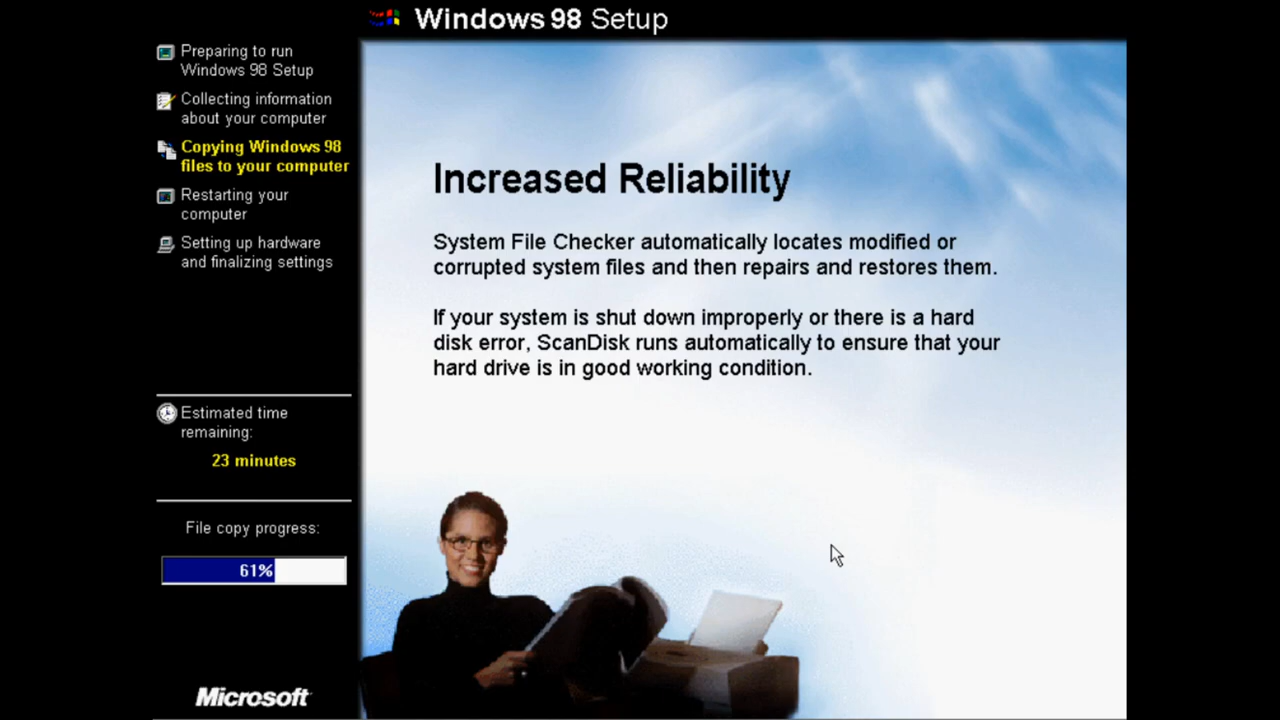 Windows 98 Setup
Preparing to run
Windows 98 Setup
Collecting information
about your computer
Copying Windows 98
files to your computer
Restarting your
computer
Setting up hardware
and finalizing settings
Estimated time
remaining:
23 minutes
File copy progress:
61%
Microsoft
Increased Reliability
System File Checker automatically locates modified or
corrupted system files and then repairs and restores them.
If your system is shut down improperly or there is a hard
disk error, ScanDisk runs automatically to ensure that your
hard drive is in good working condition.